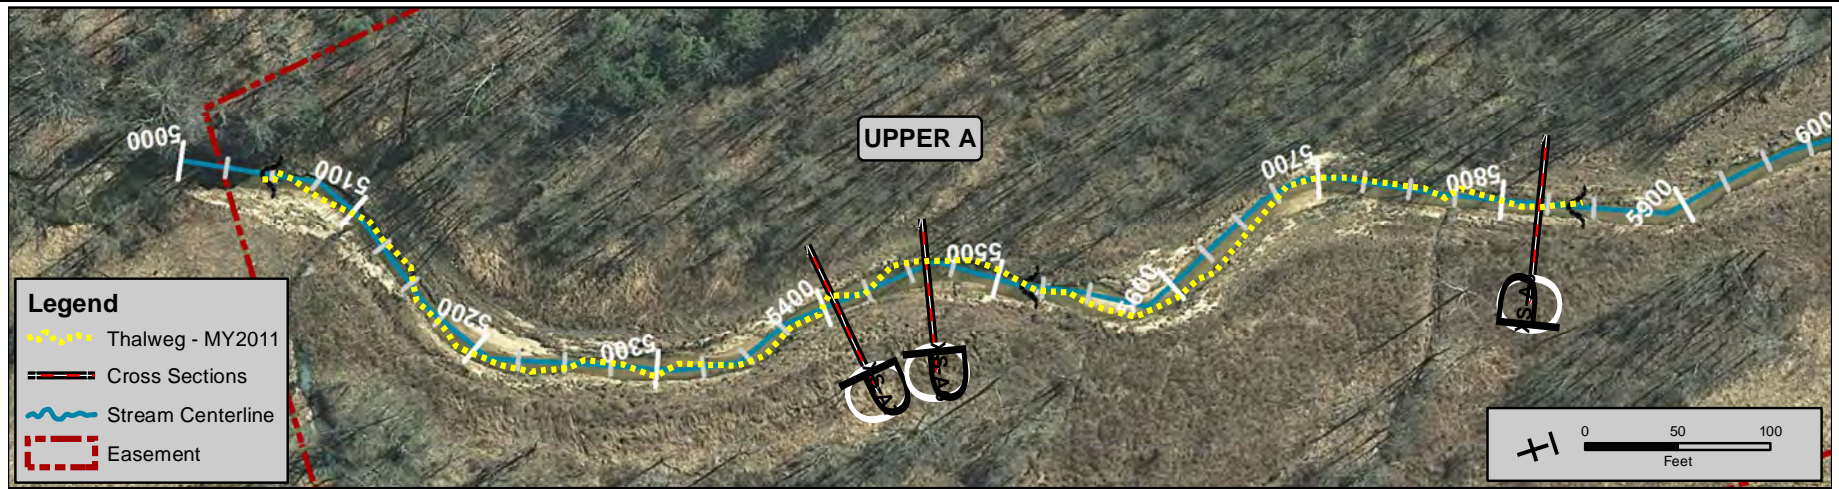 UPPER A
5000
5100
5200
5300
5400
5500
5600
5700
5800
5900
Legend
Thalweg - MY2011
Cross Sections
Stream Centerline
Easement
0 50 100
Feet